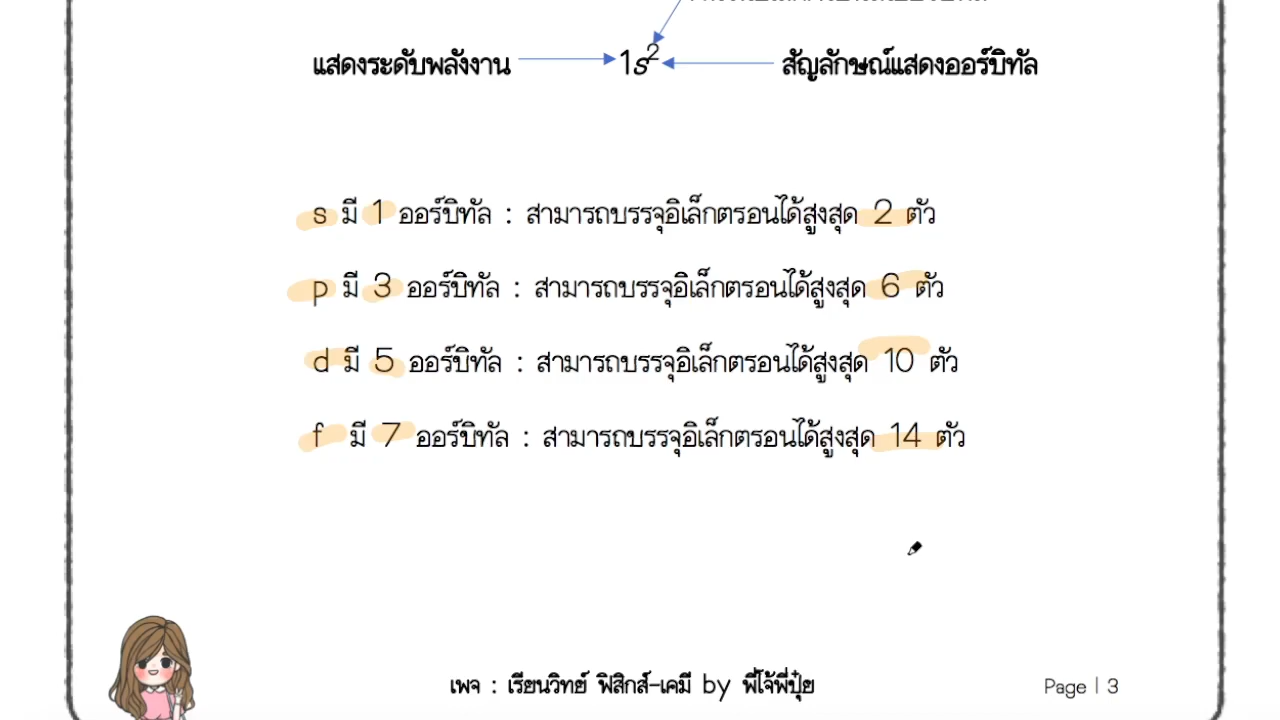 แสดงระดับพลังงาน 1s² สัญลักษณ์แสดงออร์บิทัล
s มี 1 ออร์บิทัล : สามารถบรรจุอิเล็กตรอนได้สูงสุด 2 ตัว
p มี 3 ออร์บิทัล : สามารถบรรจุอิเล็กตรอนได้สูงสุด 6 ตัว
d มี 5 ออร์บิทัล : สามารถบรรจุอิเล็กตรอนได้สูงสุด 10 ตัว
f มี 7 ออร์บิทัล : สามารถบรรจุอิเล็กตรอนได้สูงสุด 14 ตัว
เพจ : เรียนวิทย์ ฟิสิกส์-เคมี by พี่โจ้พี่ปุ๋ย
Page | 3